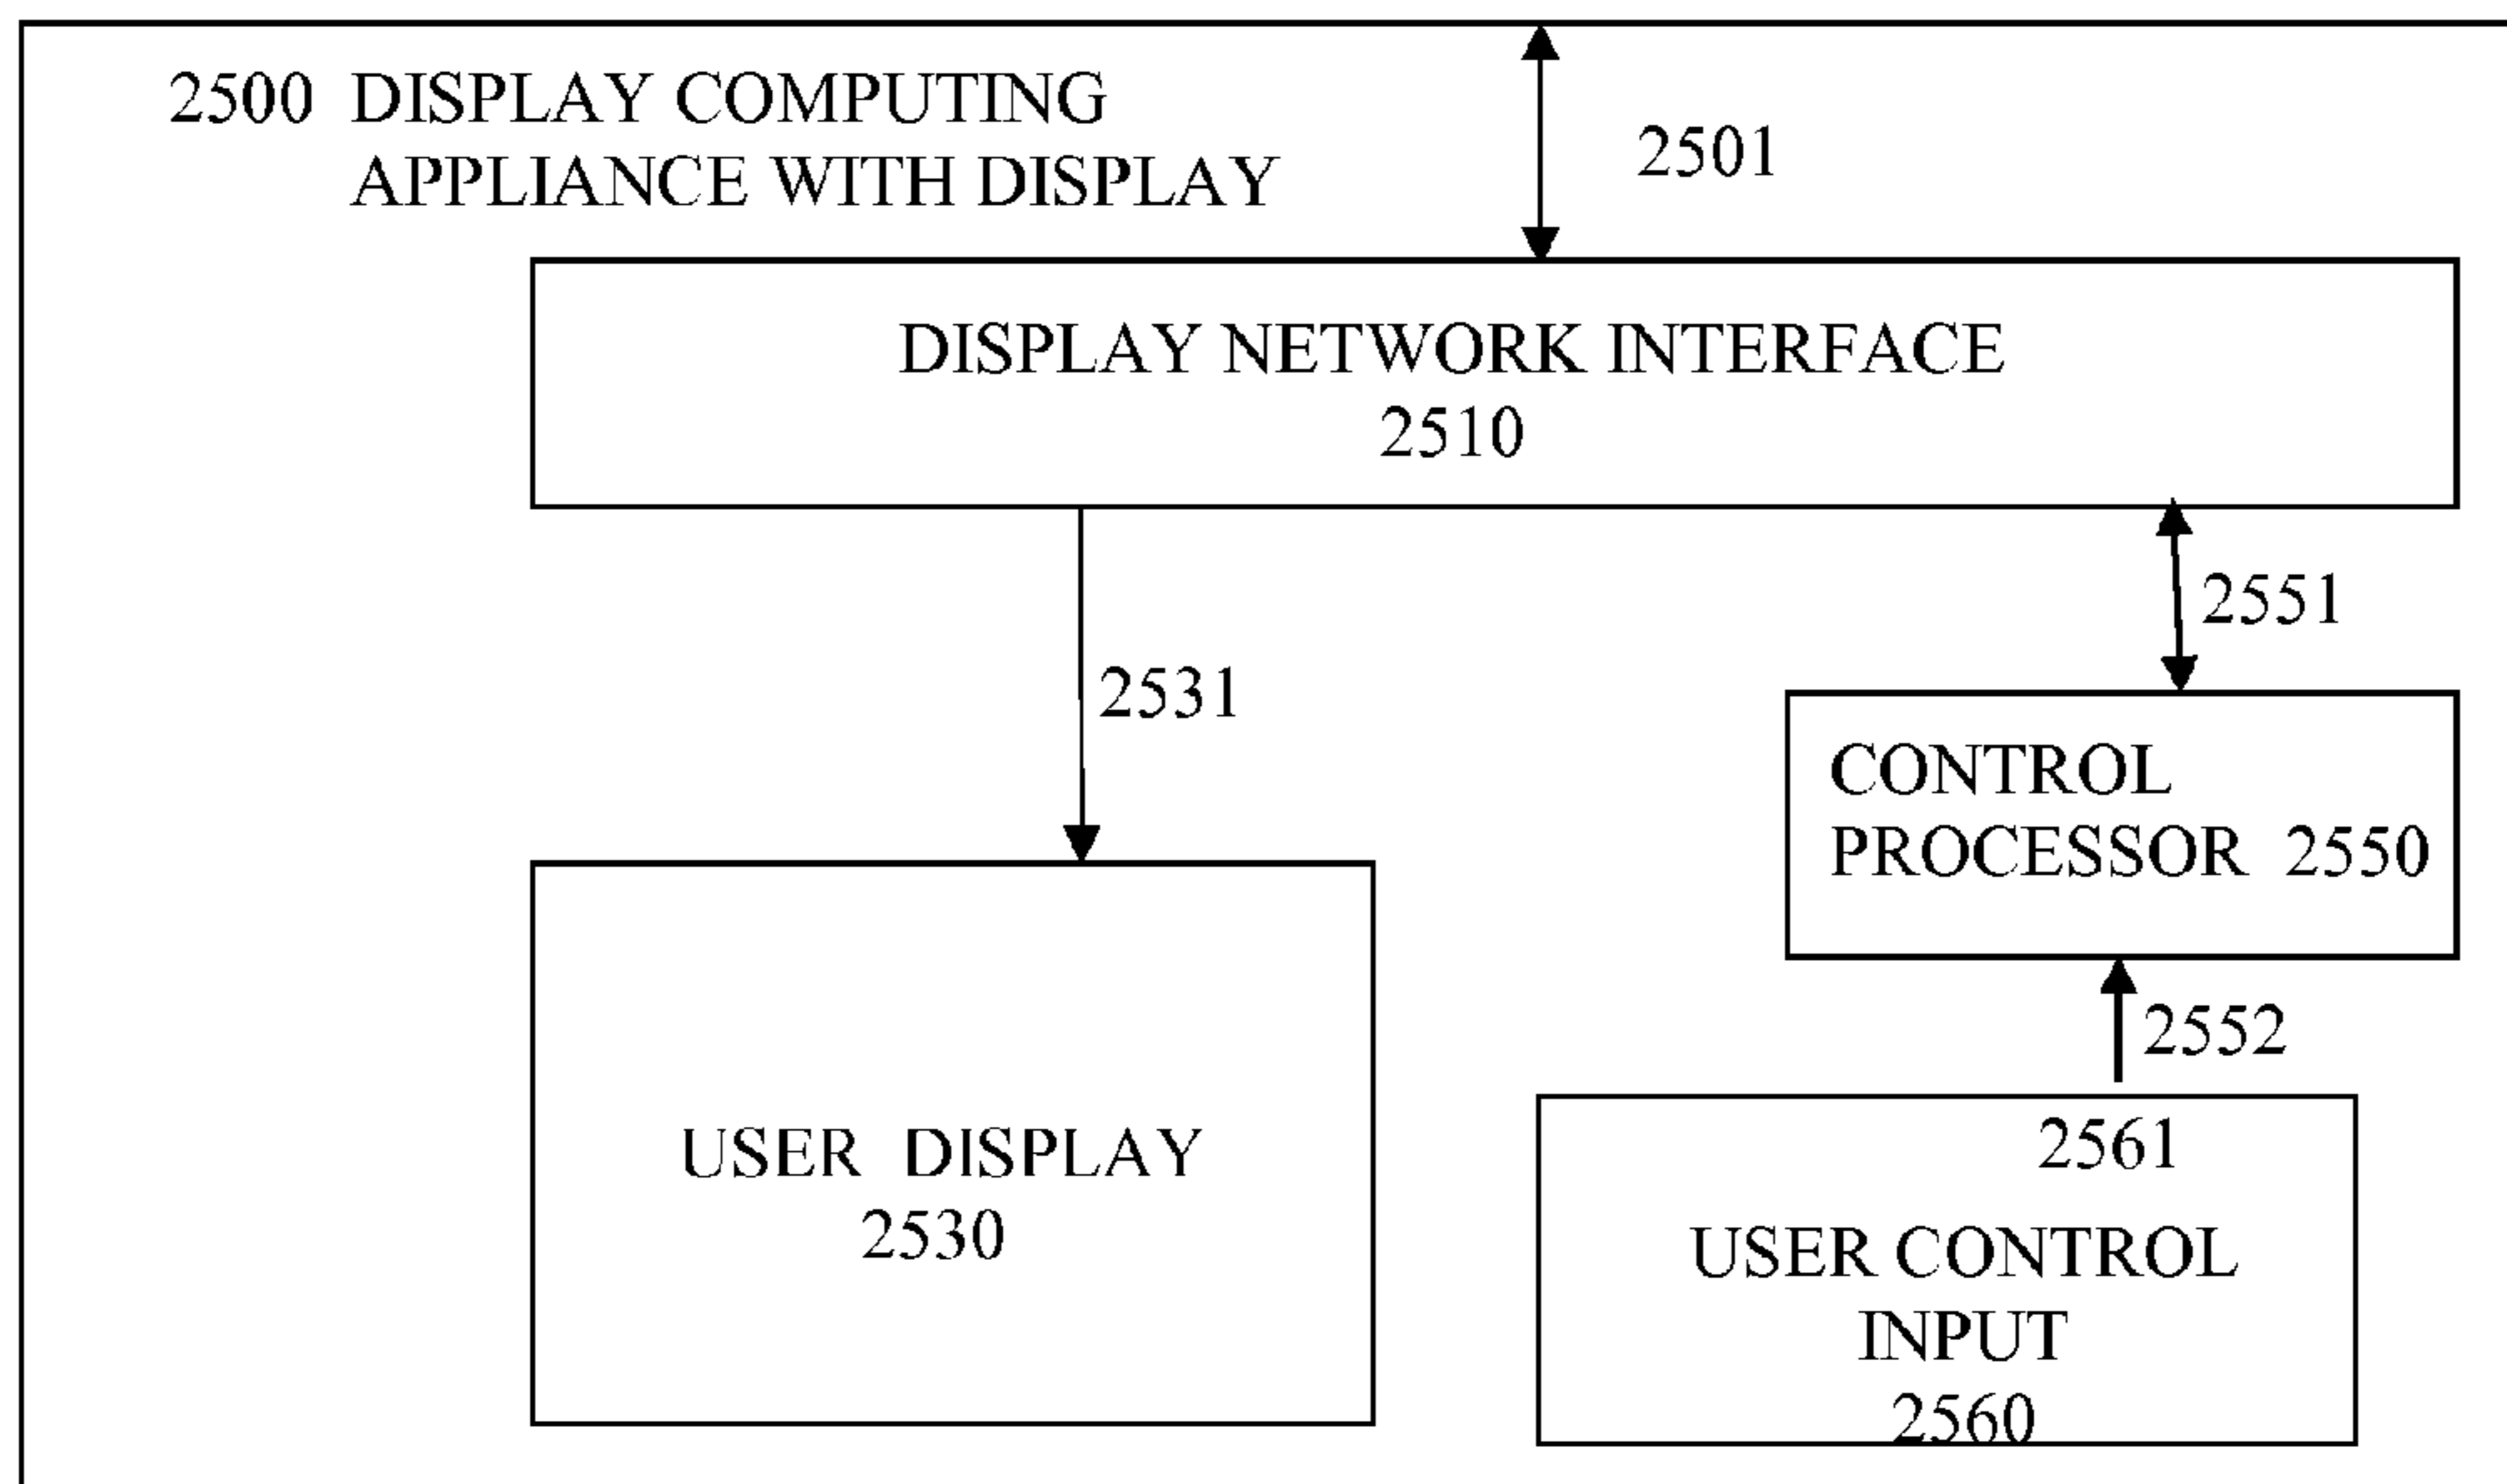 2500 DISPLAY COMPUTING
APPLIANCE WITH DISPLAY
2501
DISPLAY NETWORK INTERFACE
2510
2551
2531
CONTROL
PROCESSOR 2550
2552
USER DISPLAY
2530
2561
USER CONTROL
INPUT
2560